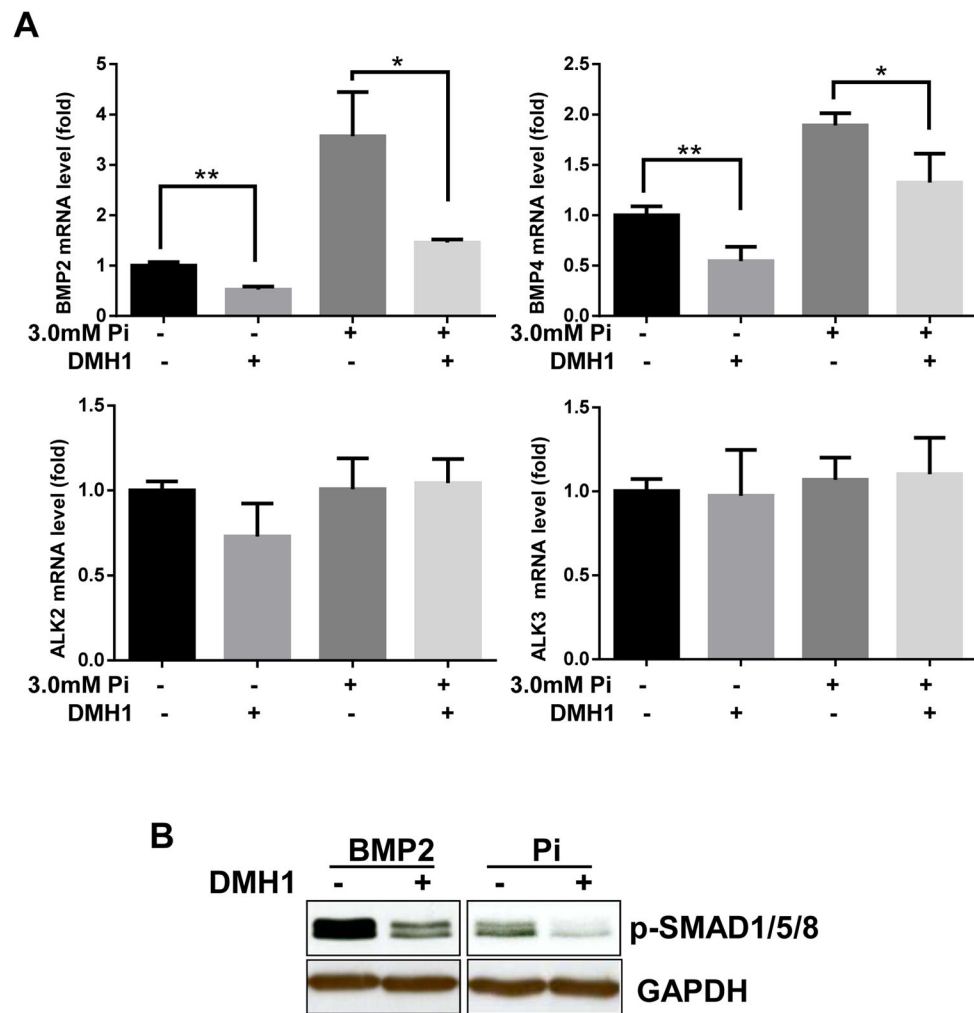 A
BMP2 mRNA level (fold)
5
4
3
2
1
0
**
*
3.0mM Pi - - + +
DMH1 - + - +
BMP4 mRNA level (fold)
2.5
2.0
1.5
1.0
0.5
0.0
**
*
3.0mM Pi - - + +
DMH1 - + - +
ALK2 mRNA level (fold)
1.5
1.0
0.5
0.0
3.0mM Pi - - + +
DMH1 - + - +
ALK3 mRNA level (fold)
1.5
1.0
0.5
0.0
3.0mM Pi - - + +
DMH1 - + - +
B
BMP2 Pi
DMH1 - + - +
p-SMAD1/5/8
GAPDH